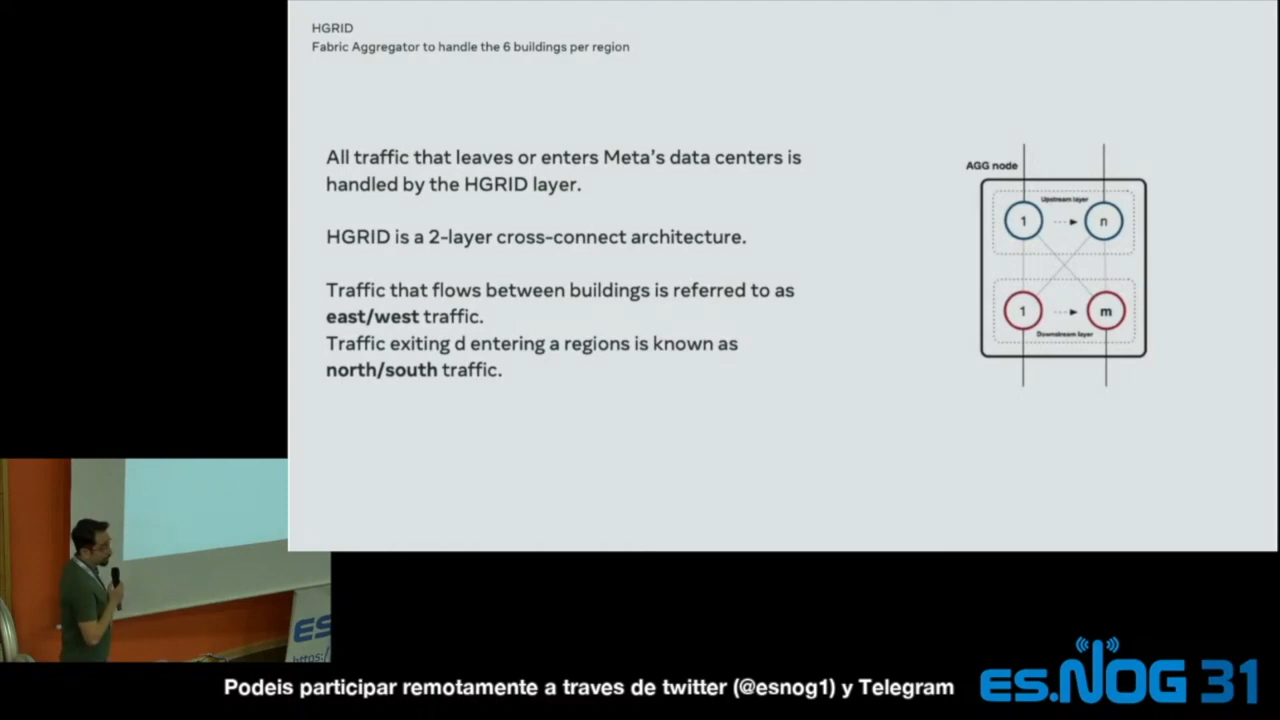 HGRID
Fabric Aggregator to handle the 6 buildings per region
All traffic that leaves or enters Meta's data centers is
handled by the HGRID layer.
HGRID is a 2-layer cross-connect architecture.
Traffic that flows between buildings is referred to as
east/west traffic.
Traffic exiting d entering a regions is known as
north/south traffic.
AGG node
Upstream layer
1
n
1
m
Downstream layer
ES
https:/
Podeis participar remotamente a traves de twitter (@esnog1) y Telegram
es.NOG 31